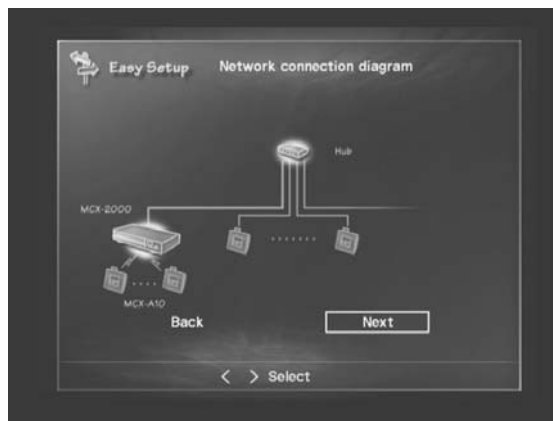 Easy Setup Network connection diagram
Hub
MCX-2000
MCX-A10
Back Next
< > Select